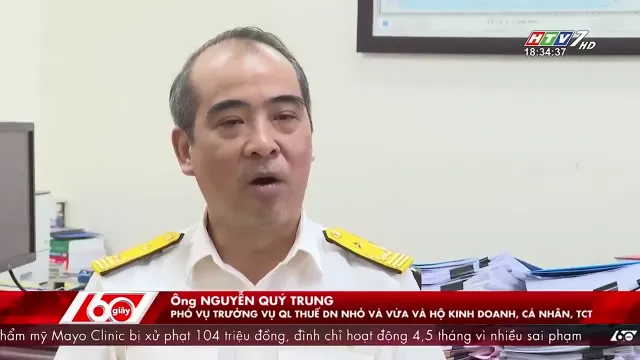 HTV7 HD
18:34:37
60 giây
Ông NGUYỄN QUÝ TRUNG
PHÓ VỤ TRƯỞNG VỤ QL THUẾ DN NHỎ VÀ VỪA VÀ HỘ KINH DOANH, CÁ NHÂN, TCT
hẩm mỹ Mayo Clinic bị xử phạt 104 triệu đồng, đình chỉ hoạt động 4,5 tháng vì nhiều sai phạm